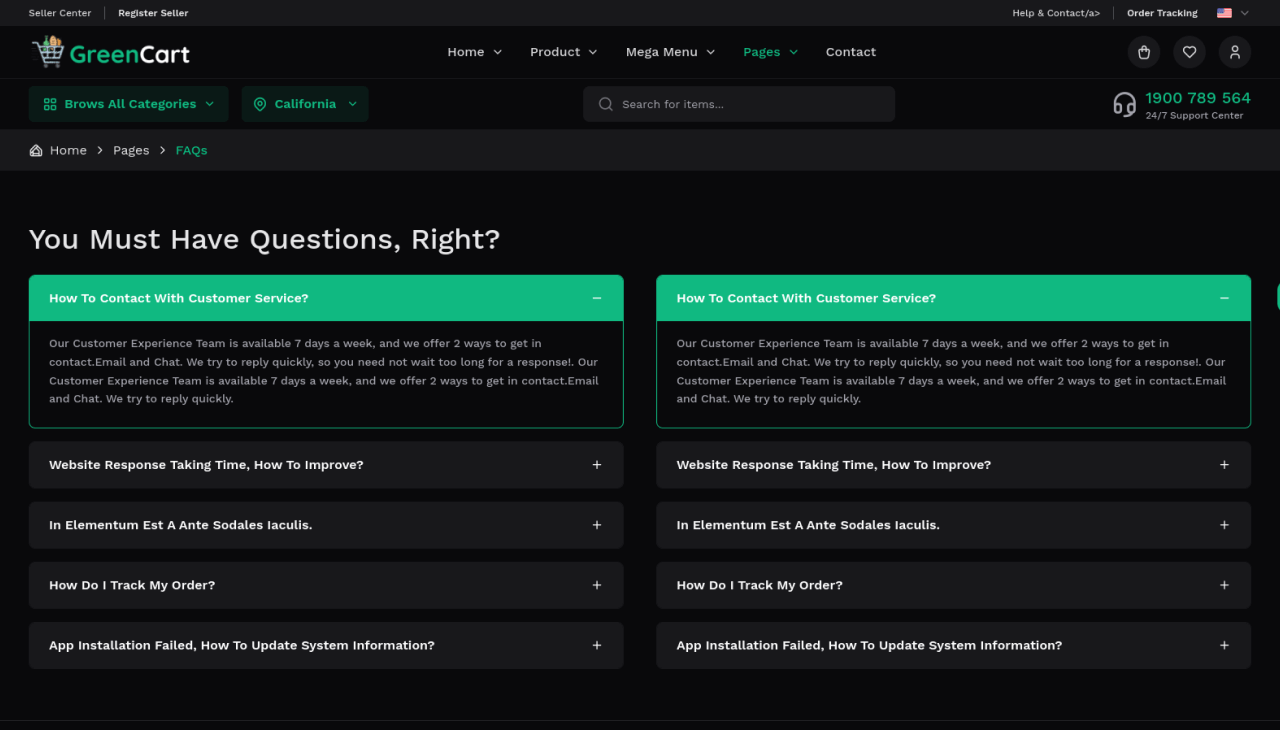 Seller Center
Register Seller
Help & Contact/a>
Order Tracking
GreenCart
Home
Product
Mega Menu
Pages
Contact
Brows All Categories
California
Search for items...
1900 789 564
24/7 Support Center
Home
Pages
FAQs
You Must Have Questions, Right?
How To Contact With Customer Service?
Our Customer Experience Team is available 7 days a week, and we offer 2 ways to get in
contact.Email and Chat. We try to reply quickly, so you need not wait too long for a response!. Our
Customer Experience Team is available 7 days a week, and we offer 2 ways to get in contact.Email
and Chat. We try to reply quickly.
Website Response Taking Time, How To Improve?
In Elementum Est A Ante Sodales Iaculis.
How Do I Track My Order?
App Installation Failed, How To Update System Information?
How To Contact With Customer Service?
Our Customer Experience Team is available 7 days a week, and we offer 2 ways to get in
contact.Email and Chat. We try to reply quickly, so you need not wait too long for a response!. Our
Customer Experience Team is available 7 days a week, and we offer 2 ways to get in contact.Email
and Chat. We try to reply quickly.
Website Response Taking Time, How To Improve?
In Elementum Est A Ante Sodales Iaculis.
How Do I Track My Order?
App Installation Failed, How To Update System Information?